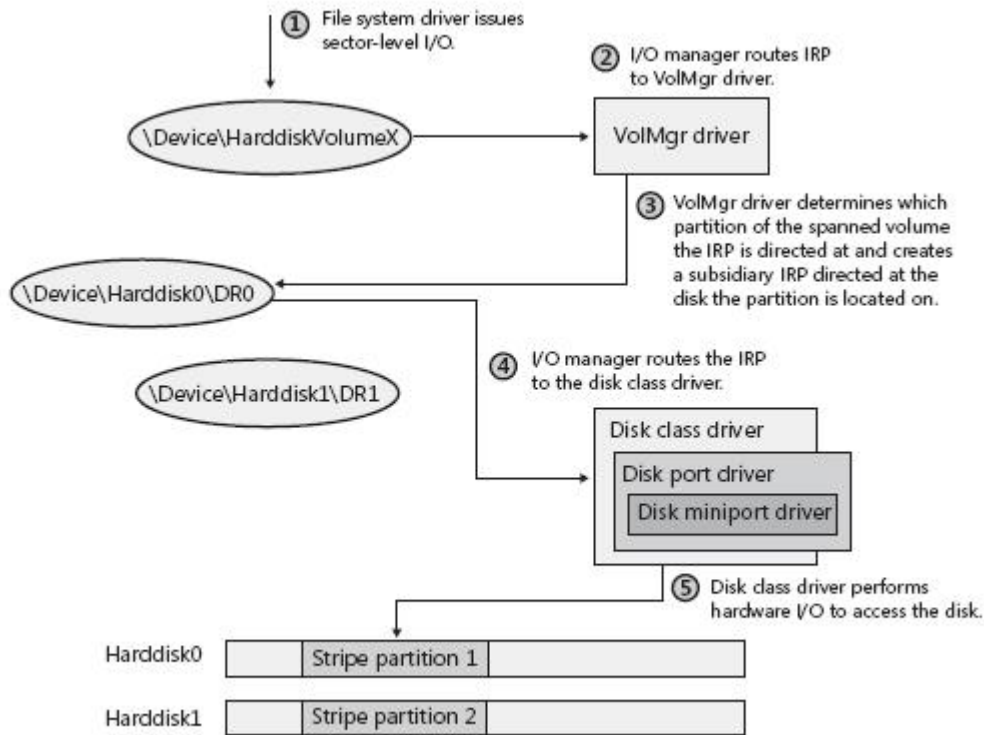 1 File system driver issues
sector-level I/O.
2 I/O manager routes IRP
to VolMgr driver.
\Device\HarddiskVolumeX
VolMgr driver
3 VolMgr driver determines which
partition of the spanned volume
the IRP is directed at and creates
a subsidiary IRP directed at the
disk the partition is located on.
\Device\Harddisk0\DR0
4 I/O manager routes the IRP
to the disk class driver.
\Device\Harddisk1\DR1
Disk class driver
Disk port driver
Disk miniport driver
5 Disk class driver performs
hardware I/O to access the disk.
Harddisk0
Stripe partition 1
Harddisk1
Stripe partition 2